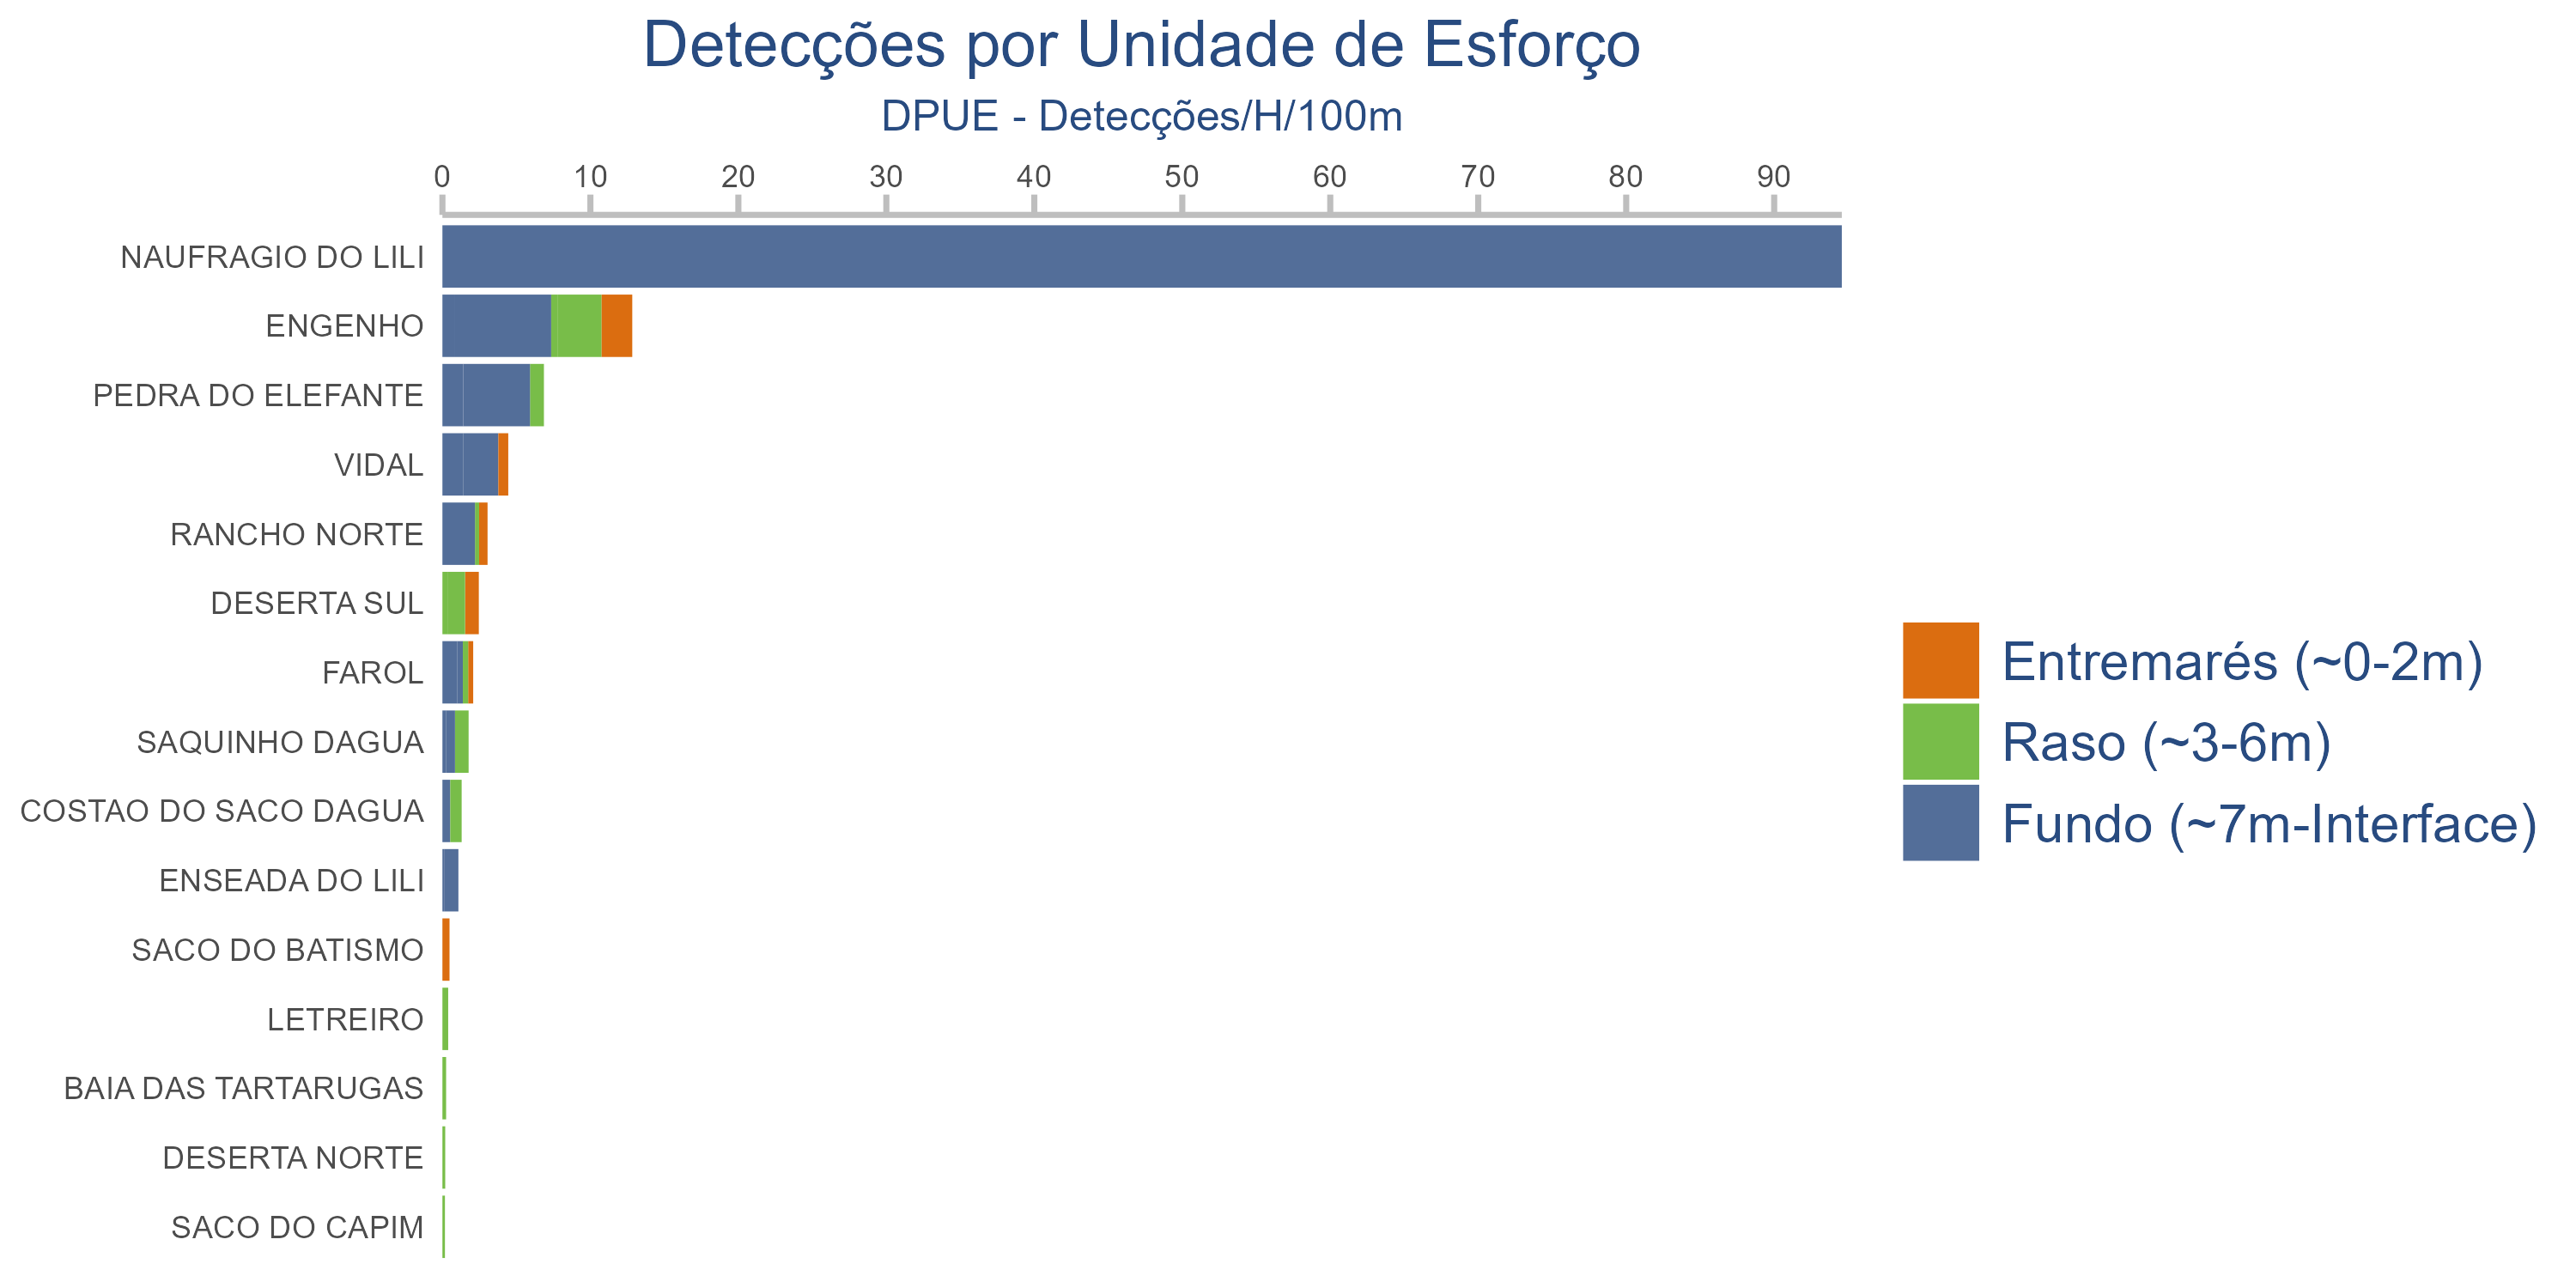 Detecções por Unidade de Esforço
DPUE - Detecções/H/100m
0 10 20 30 40 50 60 70 80 90
NAUFRAGIO DO LILI
ENGENHO
PEDRA DO ELEFANTE
VIDAL
RANCHO NORTE
DESERTA SUL
FAROL
SAQUINHO DAGUA
COSTAO DO SACO DAGUA
ENSEADA DO LILI
SACO DO BATISMO
LETREIRO
BAIA DAS TARTARUGAS
DESERTA NORTE
SACO DO CAPIM
Entremarés (~0-2m)
Raso (~3-6m)
Fundo (~7m-Interface)